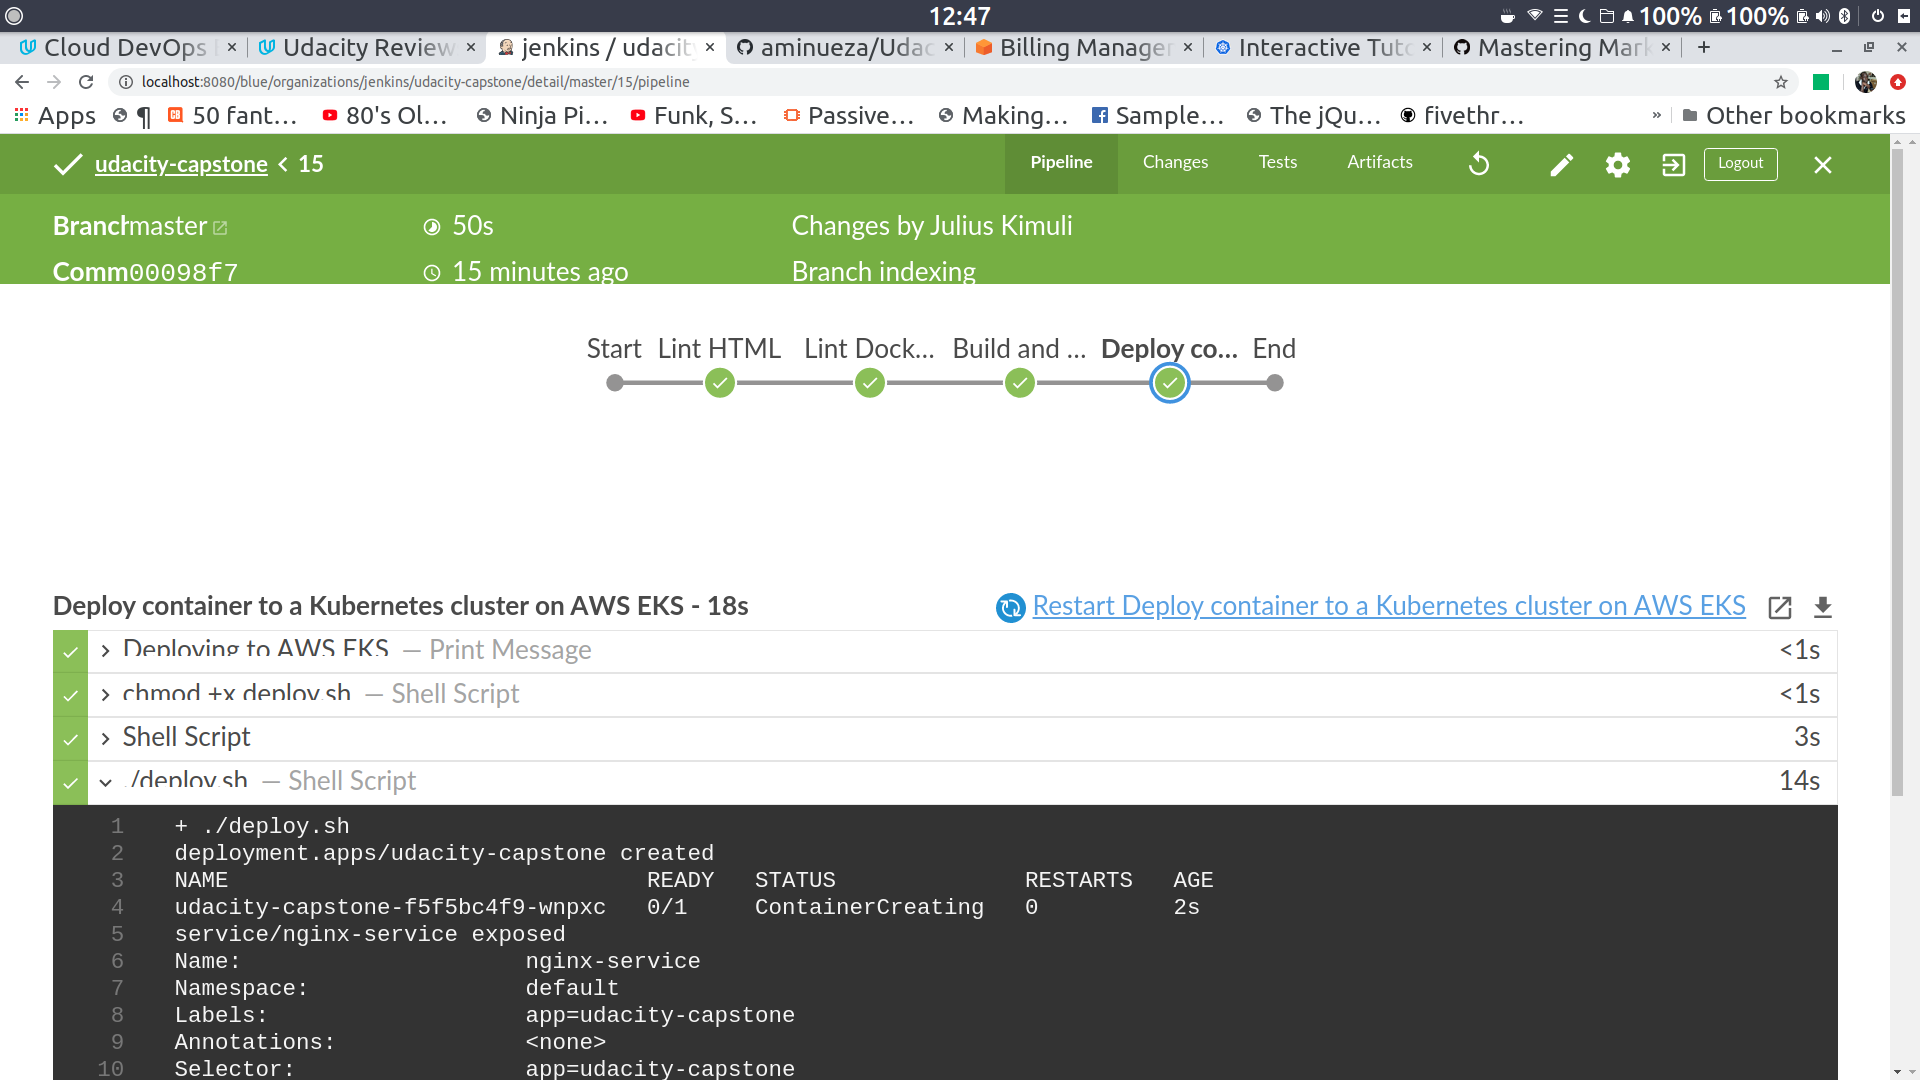 12:47
100% 100%
Cloud DevOps
Udacity Review
jenkins / udacity
aminueza/Udac
Billing Manager
Interactive Tuto
Mastering Mark
localhost:8080/blue/organizations/jenkins/udacity-capstone/detail/master/15/pipeline
Apps ¶ 50 fant... 80's Ol... Ninja Pi... Funk, S... Passive... Making... Sample... The jQu... fivethr... » Other bookmarks
udacity-capstone < 15
Pipeline Changes Tests Artifacts Logout
Branch master 50s Changes by Julius Kimuli
Comm 00098f7 15 minutes ago Branch indexing
Start Lint HTML Lint Dock... Build and ... Deploy co... End
Deploy container to a Kubernetes cluster on AWS EKS - 18s
Restart Deploy container to a Kubernetes cluster on AWS EKS
Deploying to AWS EKS — Print Message <1s
chmod +x deploy.sh — Shell Script <1s
Shell Script 3s
./deploy.sh — Shell Script 14s
1 + ./deploy.sh
2 deployment.apps/udacity-capstone created
3 NAME READY STATUS RESTARTS AGE
4 udacity-capstone-f5f5bc4f9-wnpxc 0/1 ContainerCreating 0 2s
5 service/nginx-service exposed
6 Name: nginx-service
7 Namespace: default
8 Labels: app=udacity-capstone
9 Annotations: <none>
10 Selector: app=udacity-capstone